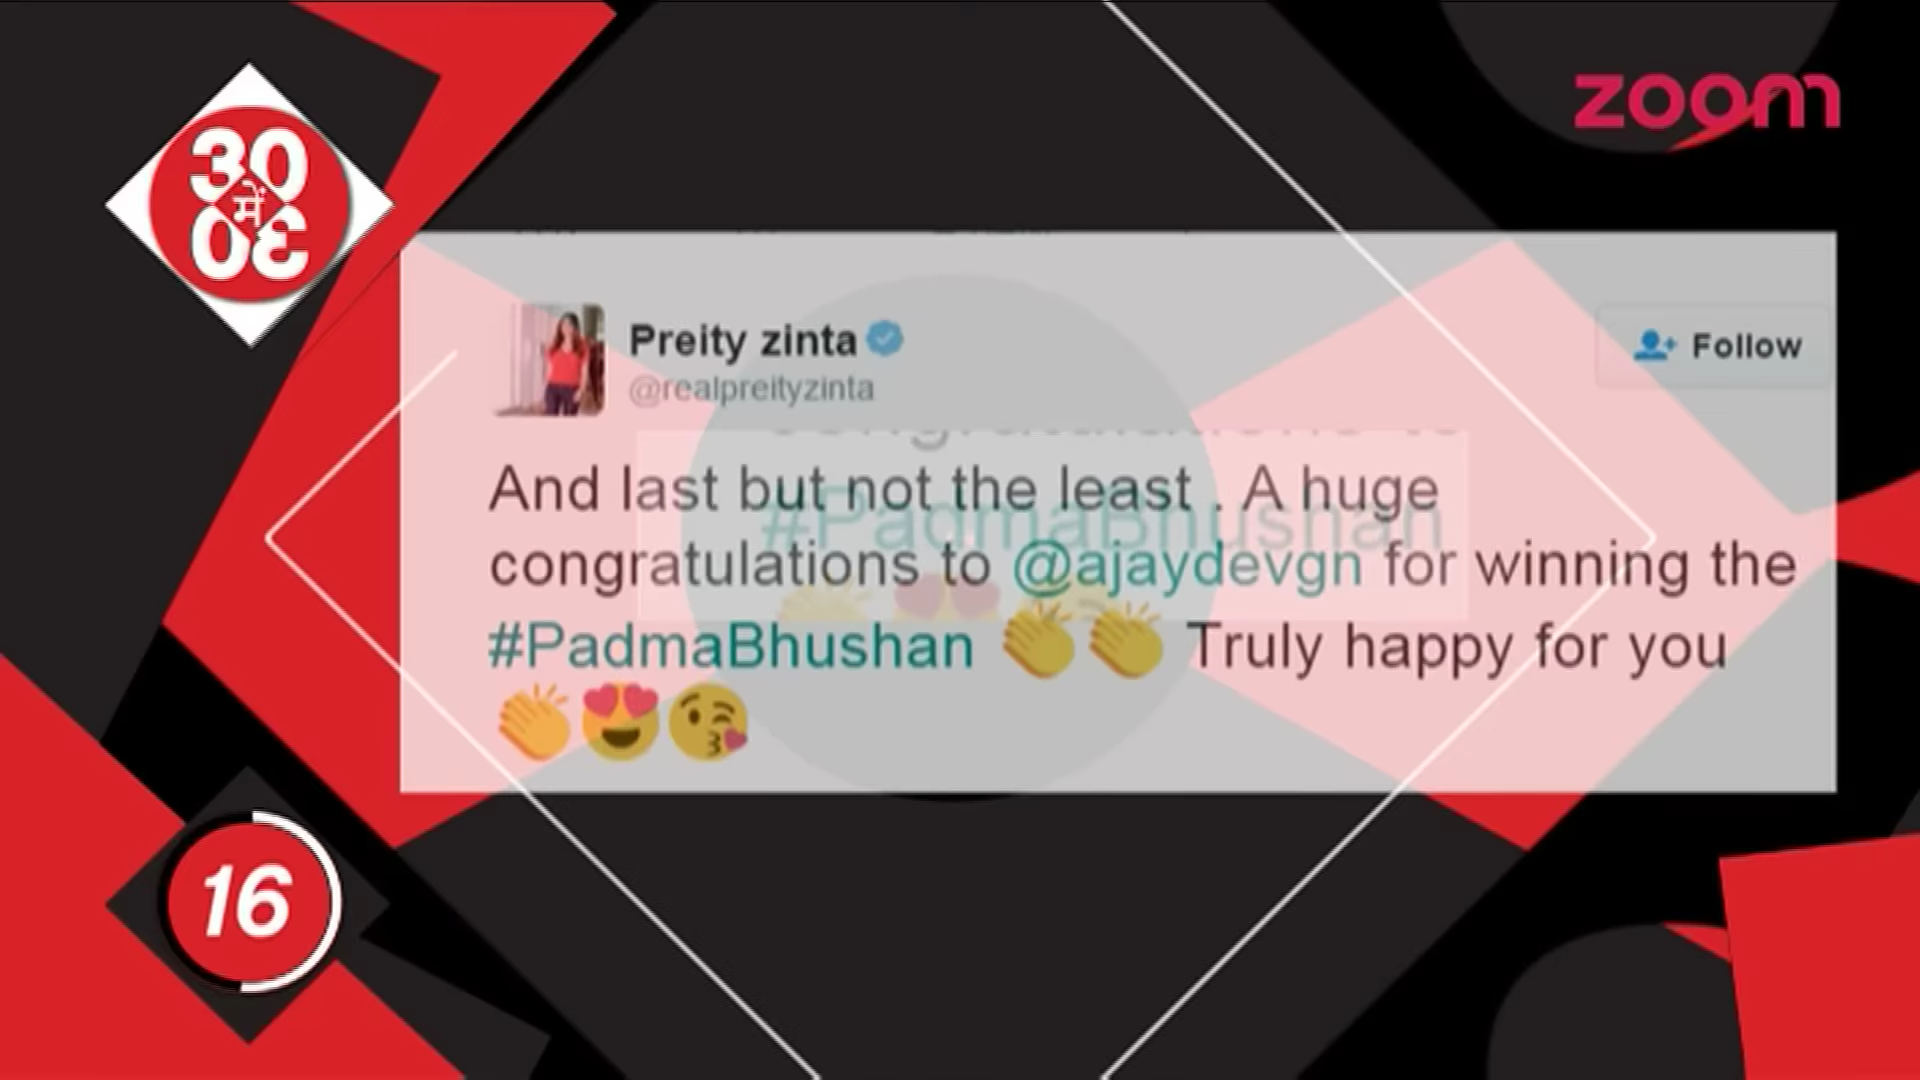 30
में
30
zoom
Preity zinta
@realpreityzinta
Follow
And last but not the least . A huge
congratulations to @ajaydevgn for winning the
#PadmaBhushan 👏👏 Truly happy for you
👏😍😘
#PadmaBhushan
16